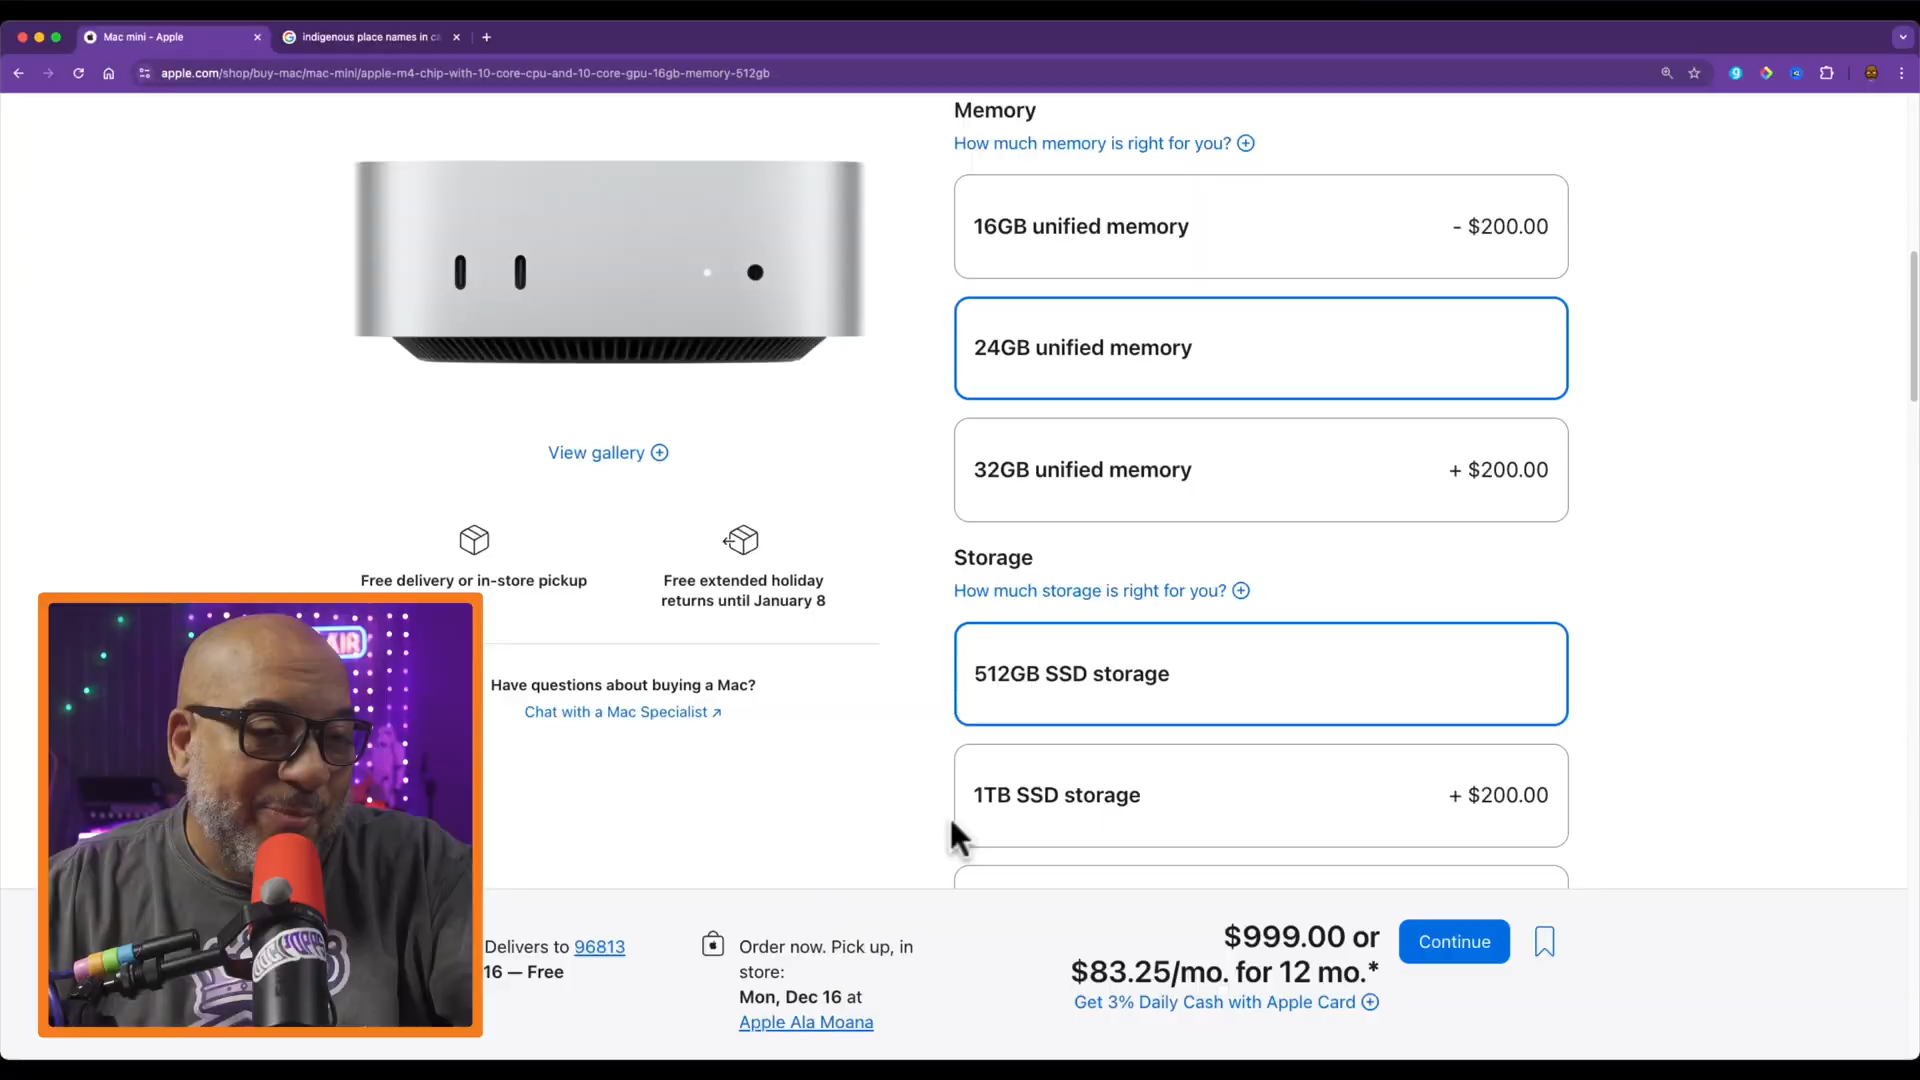 Mac mini - Apple
indigenous place names in c
apple.com/shop/buy-mac/mac-mini/apple-m4-chip-with-10-core-cpu-and-10-core-gpu-16gb-memory-512gb
Memory
How much memory is right for you?
16GB unified memory - $200.00
24GB unified memory
32GB unified memory + $200.00
View gallery
Free delivery or in-store pickup
Free extended holiday
returns until January 8
Have questions about buying a Mac?
Chat with a Mac Specialist ↗
Storage
How much storage is right for you?
512GB SSD storage
1TB SSD storage + $200.00
AIR
Delivers to 96813
16 — Free
Order now. Pick up, in
store:
Mon, Dec 16 at
Apple Ala Moana
$999.00 or
$83.25/mo. for 12 mo.*
Get 3% Daily Cash with Apple Card
Continue